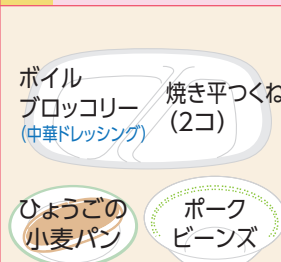 ボイル
ブロッコリー
(中華ドレッシング)
焼き平つくね
(2コ)
ひょうごの
小麦パン
ポーク
ビーンズ